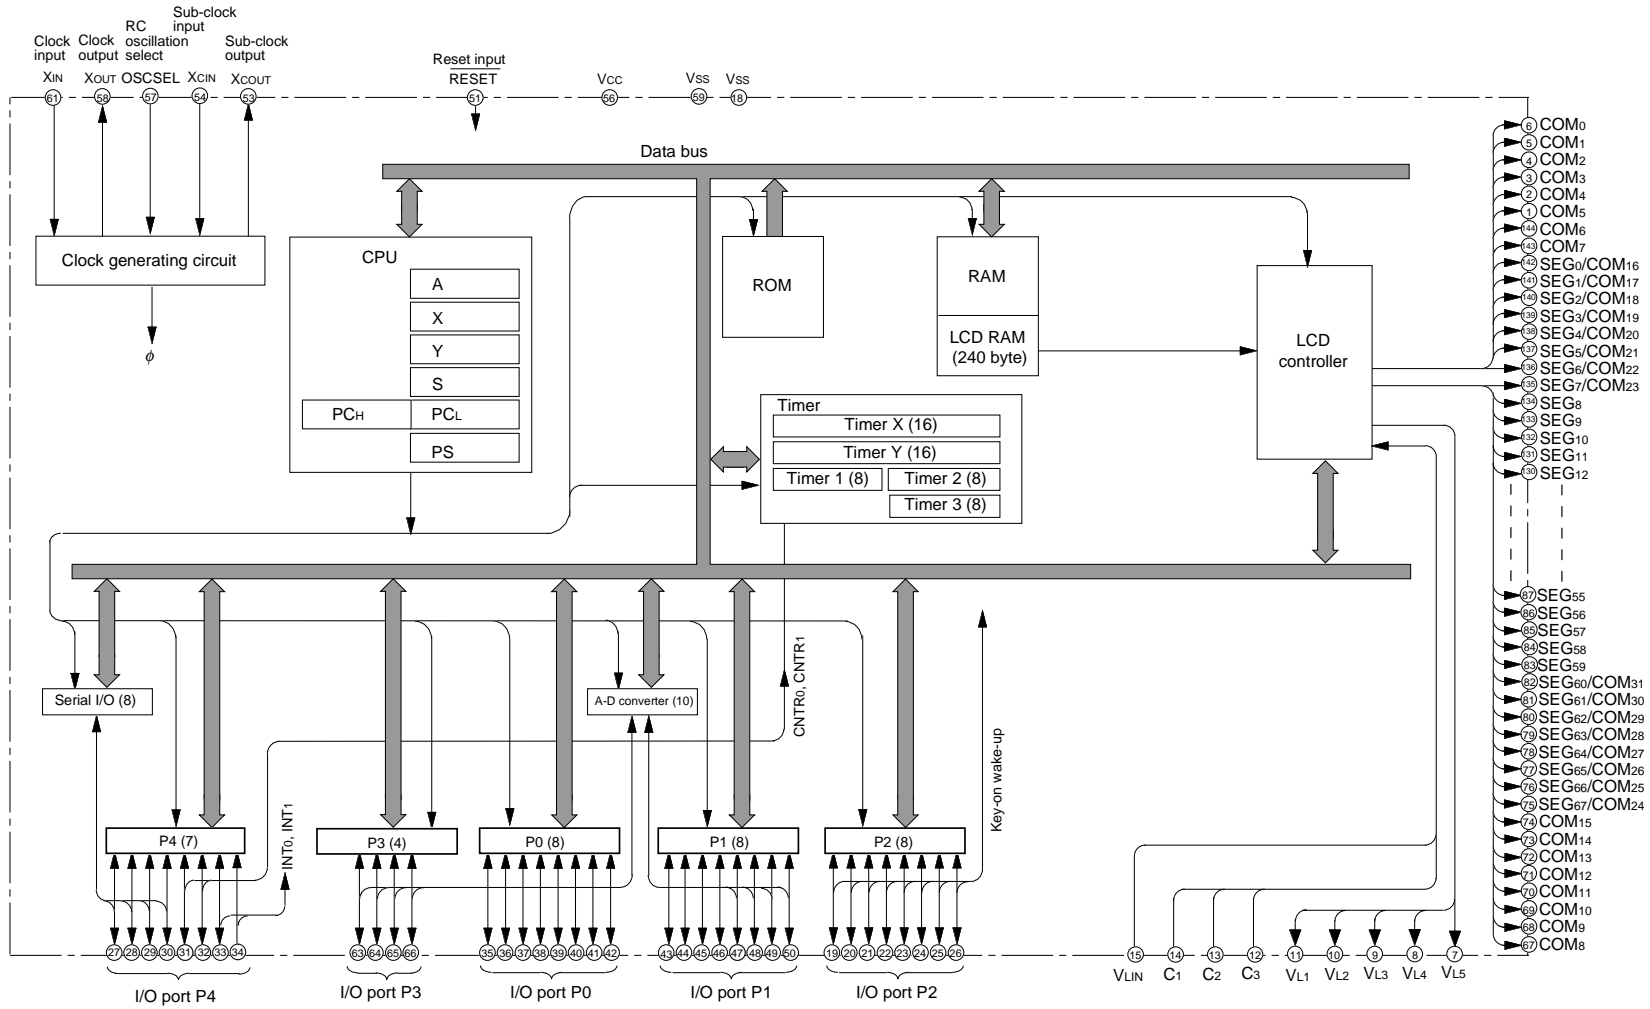 Clock input
Clock output
RC oscillation select
Sub-clock input
Sub-clock output
XIN
XOUT
OSCSEL
XCIN
XCOUT
Reset input
RESET
VCC
VSS
VSS
61
58
57
54
53
51
56
59
18
Data bus
Clock generating circuit
ϕ
CPU
A
X
Y
S
PCH
PCL
PS
ROM
RAM
LCD RAM
(240 byte)
LCD
controller
Timer
Timer X (16)
Timer Y (16)
Timer 1 (8)
Timer 2 (8)
Timer 3 (8)
6 COM0
5 COM1
4 COM2
3 COM3
2 COM4
1 COM5
144 COM6
143 COM7
142 SEG0/COM16
141 SEG1/COM17
140 SEG2/COM18
139 SEG3/COM19
138 SEG4/COM20
137 SEG5/COM21
136 SEG6/COM22
135 SEG7/COM23
134 SEG8
133 SEG9
132 SEG10
131 SEG11
130 SEG12
87 SEG55
86 SEG56
85 SEG57
84 SEG58
83 SEG59
82 SEG60/COM31
81 SEG61/COM30
80 SEG62/COM29
79 SEG63/COM28
78 SEG64/COM27
77 SEG65/COM26
76 SEG66/COM25
75 SEG67/COM24
74 COM15
73 COM14
72 COM13
71 COM12
70 COM11
69 COM10
68 COM9
67 COM8
Serial I/O (8)
A-D converter (10)
CNTR0, CNTR1
Key-on wake-up
INT0, INT1
P4 (7)
P3 (4)
P0 (8)
P1 (8)
P2 (8)
27 28 29 30 31 32 33 34
63 64 65 66
35 36 37 38 39 40 41 42
43 44 45 46 47 48 49 50
19 20 21 22 23 24 25 26
15 14 13 12 11 10 9 8 7
VLIN C1 C2 C3 VL1 VL2 VL3 VL4 VL5
I/O port P4
I/O port P3
I/O port P0
I/O port P1
I/O port P2